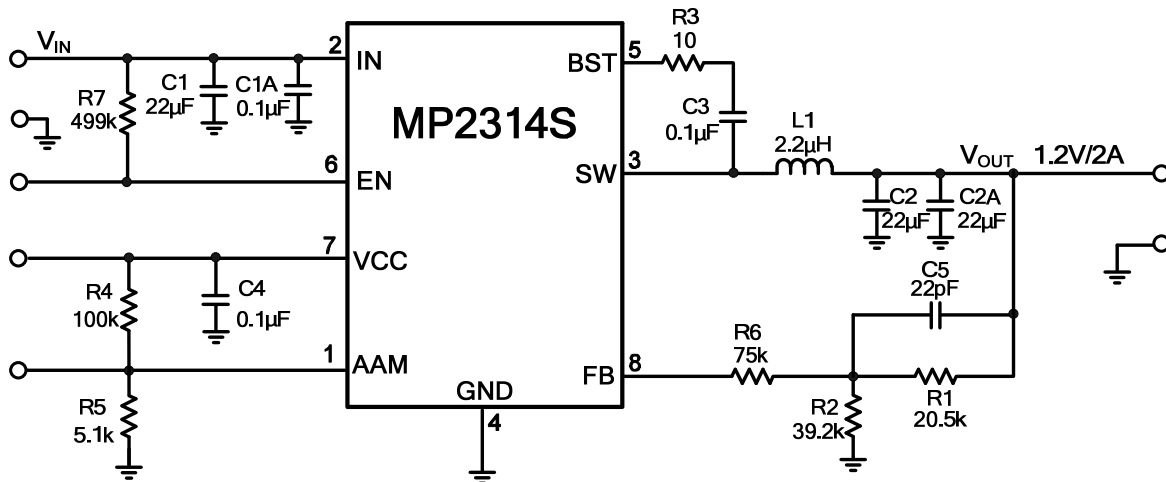 V_IN
2
IN
R7
499k
C1
22µF
C1A
0.1µF
6
EN
7
VCC
R4
100k
C4
0.1µF
1
AAM
R5
5.1k
GND
4
MP2314S
BST
5
R3
10
C3
0.1µF
SW
3
L1
2.2µH
V_OUT 1.2V/2A
C2
22µF
C2A
22µF
C5
22pF
FB
8
R6
75k
R2
39.2k
R1
20.5k